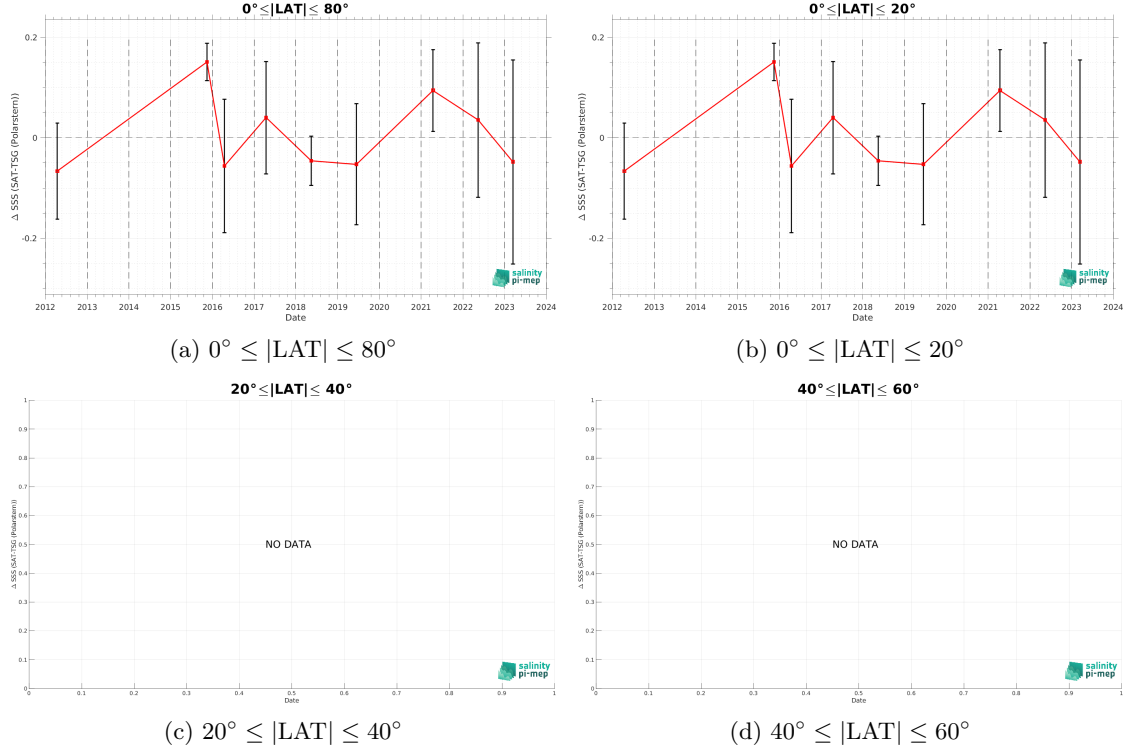 0°≤|LAT|≤ 80°
0.2
0
-0.2
Δ SSS (SAT-TSG (Polarstern))
2012 2013 2014 2015 2016 2017 2018 2019 2020 2021 2022 2023 2024
Date
salinity
pi-mep
(a) 0° ≤ |LAT| ≤ 80°
0°≤|LAT|≤ 20°
0.2
0
-0.2
Δ SSS (SAT-TSG (Polarstern))
2012 2013 2014 2015 2016 2017 2018 2019 2020 2021 2022 2023 2024
Date
salinity
pi-mep
(b) 0° ≤ |LAT| ≤ 20°
20°≤|LAT|≤ 40°
1
0.9
0.8
0.7
0.6
0.5
0.4
0.3
0.2
0.1
0
Δ SSS (SAT-TSG (Polarstern))
NO DATA
0 0.1 0.2 0.3 0.4 0.5 0.6 0.7 0.8 0.9 1
Date
salinity
pi-mep
(c) 20° ≤ |LAT| ≤ 40°
40°≤|LAT|≤ 60°
1
0.9
0.8
0.7
0.6
0.5
0.4
0.3
0.2
0.1
0
Δ SSS (SAT-TSG (Polarstern))
NO DATA
0 0.1 0.2 0.3 0.4 0.5 0.6 0.7 0.8 0.9 1
Date
salinity
pi-mep
(d) 40° ≤ |LAT| ≤ 60°